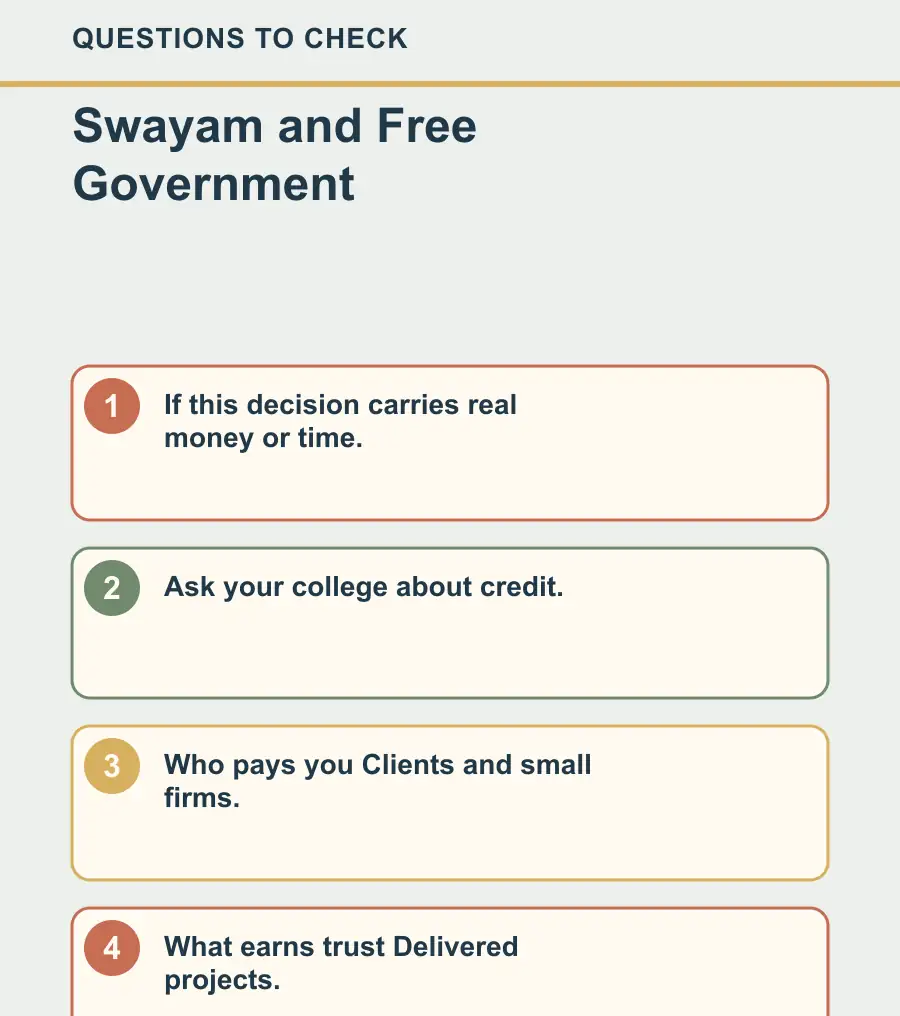 QUESTIONS TO CHECK
Swayam and Free
Government
1
If this decision carries real
money or time.
2
Ask your college about credit.
3
Who pays you Clients and small
firms.
4
What earns trust Delivered
projects.